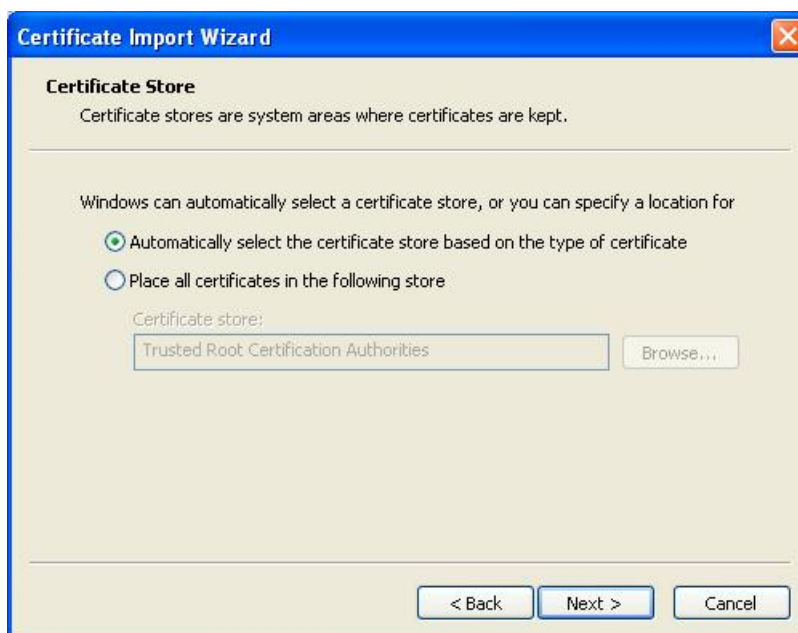 Certificate Import Wizard
Certificate Store
Certificate stores are system areas where certificates are kept.
Windows can automatically select a certificate store, or you can specify a location for
Automatically select the certificate store based on the type of certificate
Place all certificates in the following store
Certificate store:
Trusted Root Certification Authorities
Browse...
< Back
Next >
Cancel